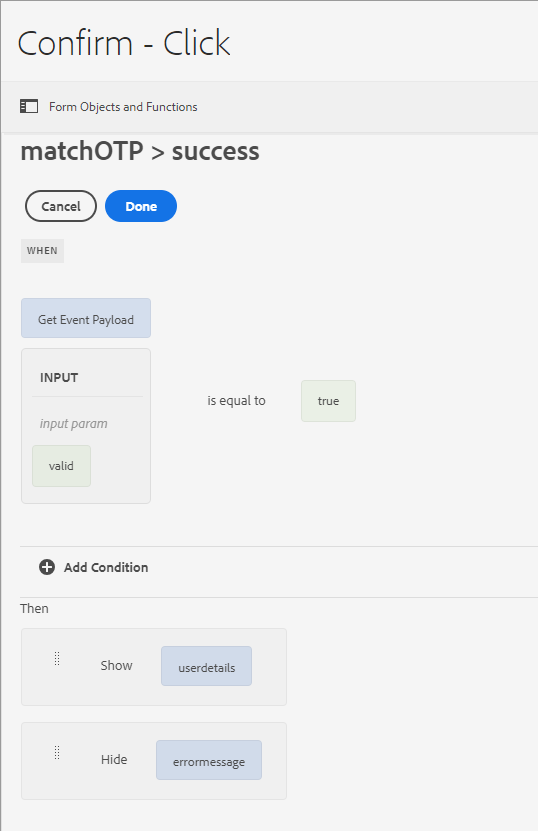 Confirm - Click
Form Objects and Functions
matchOTP > success
Cancel
Done
WHEN
Get Event Payload
INPUT
input param
valid
is equal to
true
Add Condition
Then
Show
userdetails
Hide
errormessage